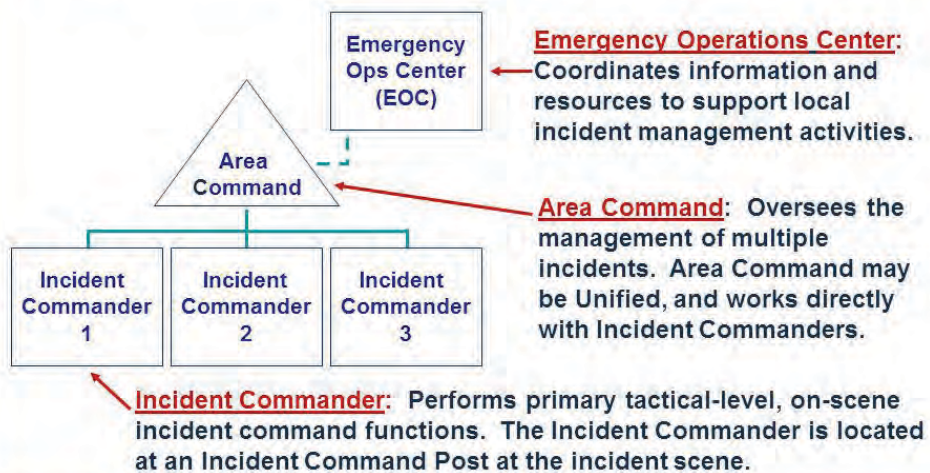 Emergency
Ops Center
(EOC)
Emergency Operations Center:
Coordinates information and
resources to support local
incident management activities.
Area
Command
Area Command: Oversees the
management of multiple
incidents. Area Command may
be Unified, and works directly
with Incident Commanders.
Incident
Commander
1
Incident
Commander
2
Incident
Commander
3
Incident Commander: Performs primary tactical-level, on-scene
incident command functions. The Incident Commander is located
at an Incident Command Post at the incident scene.